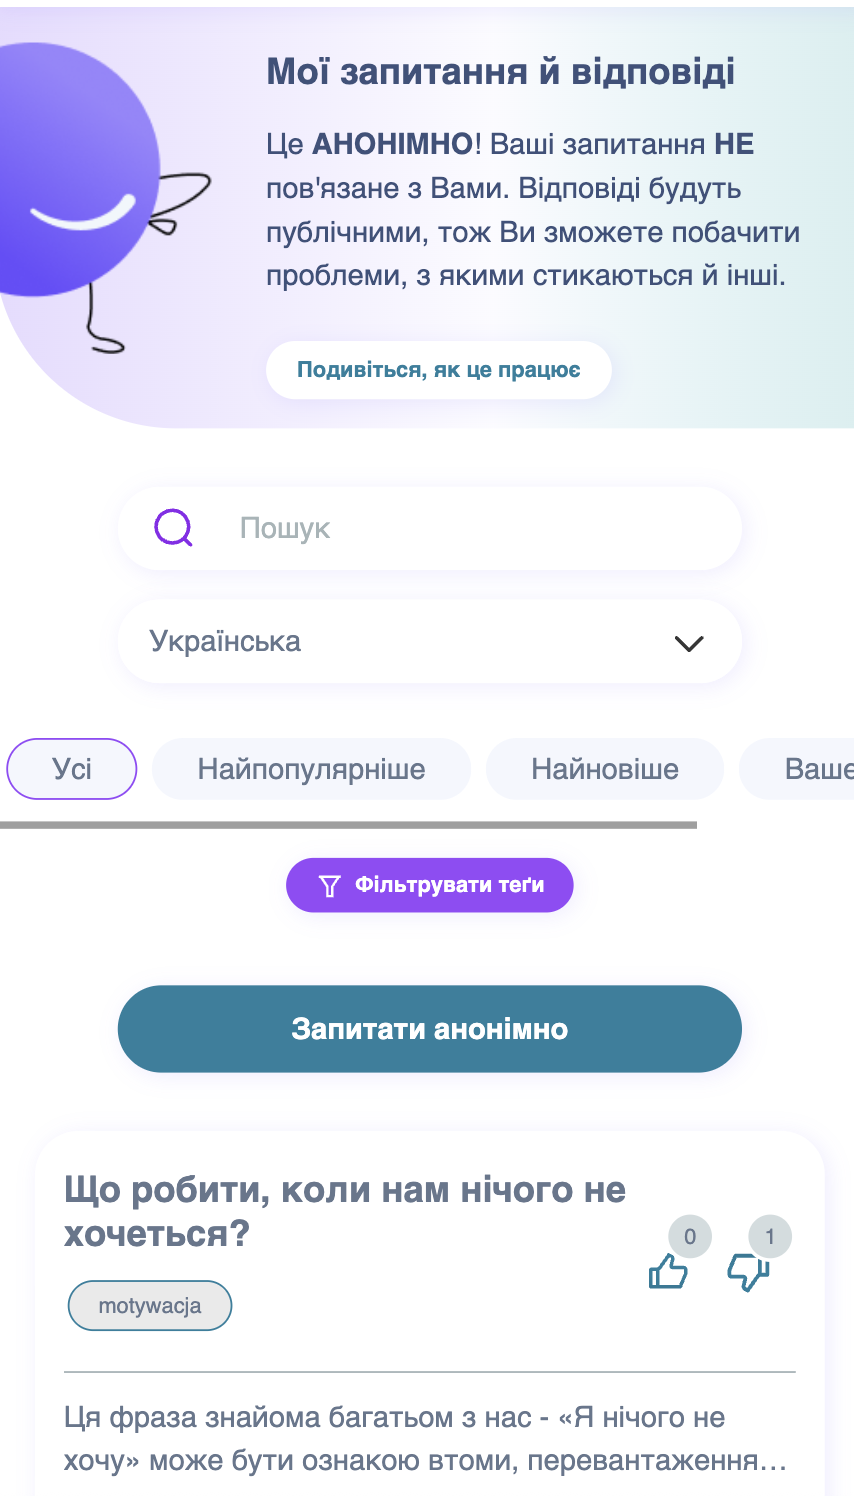 Мої запитання й відповіді
Це АНОНІМНО! Ваші запитання НЕ
пов'язане з Вами. Відповіді будуть
публічними, тож Ви зможете побачити
проблеми, з якими стикаються й інші.
Подивіться, як це працює
Пошук
Українська
Усі
Найпопулярніше
Найновіше
Ваше
Фільтрувати теґи
Запитати анонімно
Що робити, коли нам нічого не
хочеться?
0
1
motywacja
Ця фраза знайома багатьом з нас - «Я нічого не
хочу» може бути ознакою втоми, перевантаження…